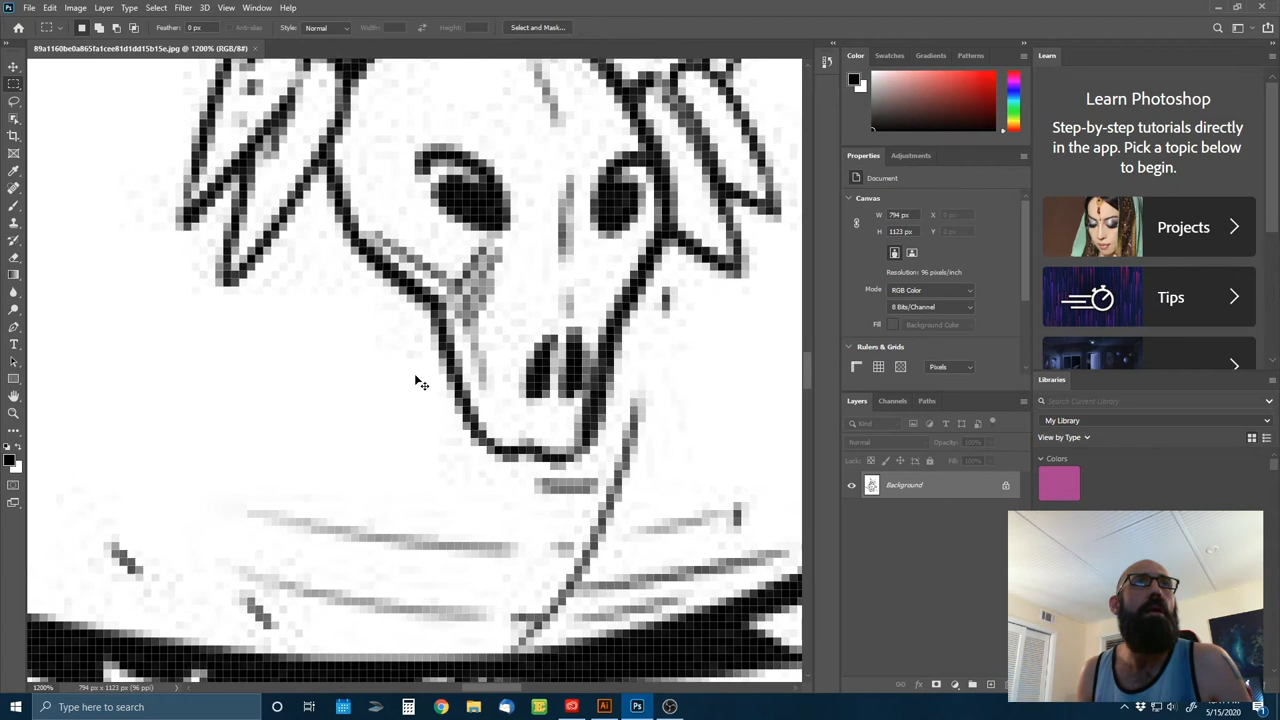 File Edit Image Layer Type Select Filter 3D View Window Help
Feather: 0 px Anti-alias Style: Normal Width: Height: Select and Mask...
89a1160be0a865fa1cee81d1dd15b15e.jpg @ 1200% (RGB/8#)
Color Swatches Gradients Patterns
Learn
Learn Photoshop
Step-by-step tutorials directly
in the app. Pick a topic below
to begin.
Properties Adjustments
Document
Canvas
W 794 px X 0 px
H 1123 px Y 0 px
Resolution: 96 pixels/inch
Mode RGB Color
8 Bits/Channel
Fill Background Color
Rulers & Grids
Pixels
Projects
Tips
Layers Channels Paths
Kind
Normal Opacity: 100%
Lock: Fill: 100%
Background
Libraries
Search Current Library
My Library
View by Type
Colors
1200% 794 px x 1123 px (96 ppi)
Type here to search
5/15/2020